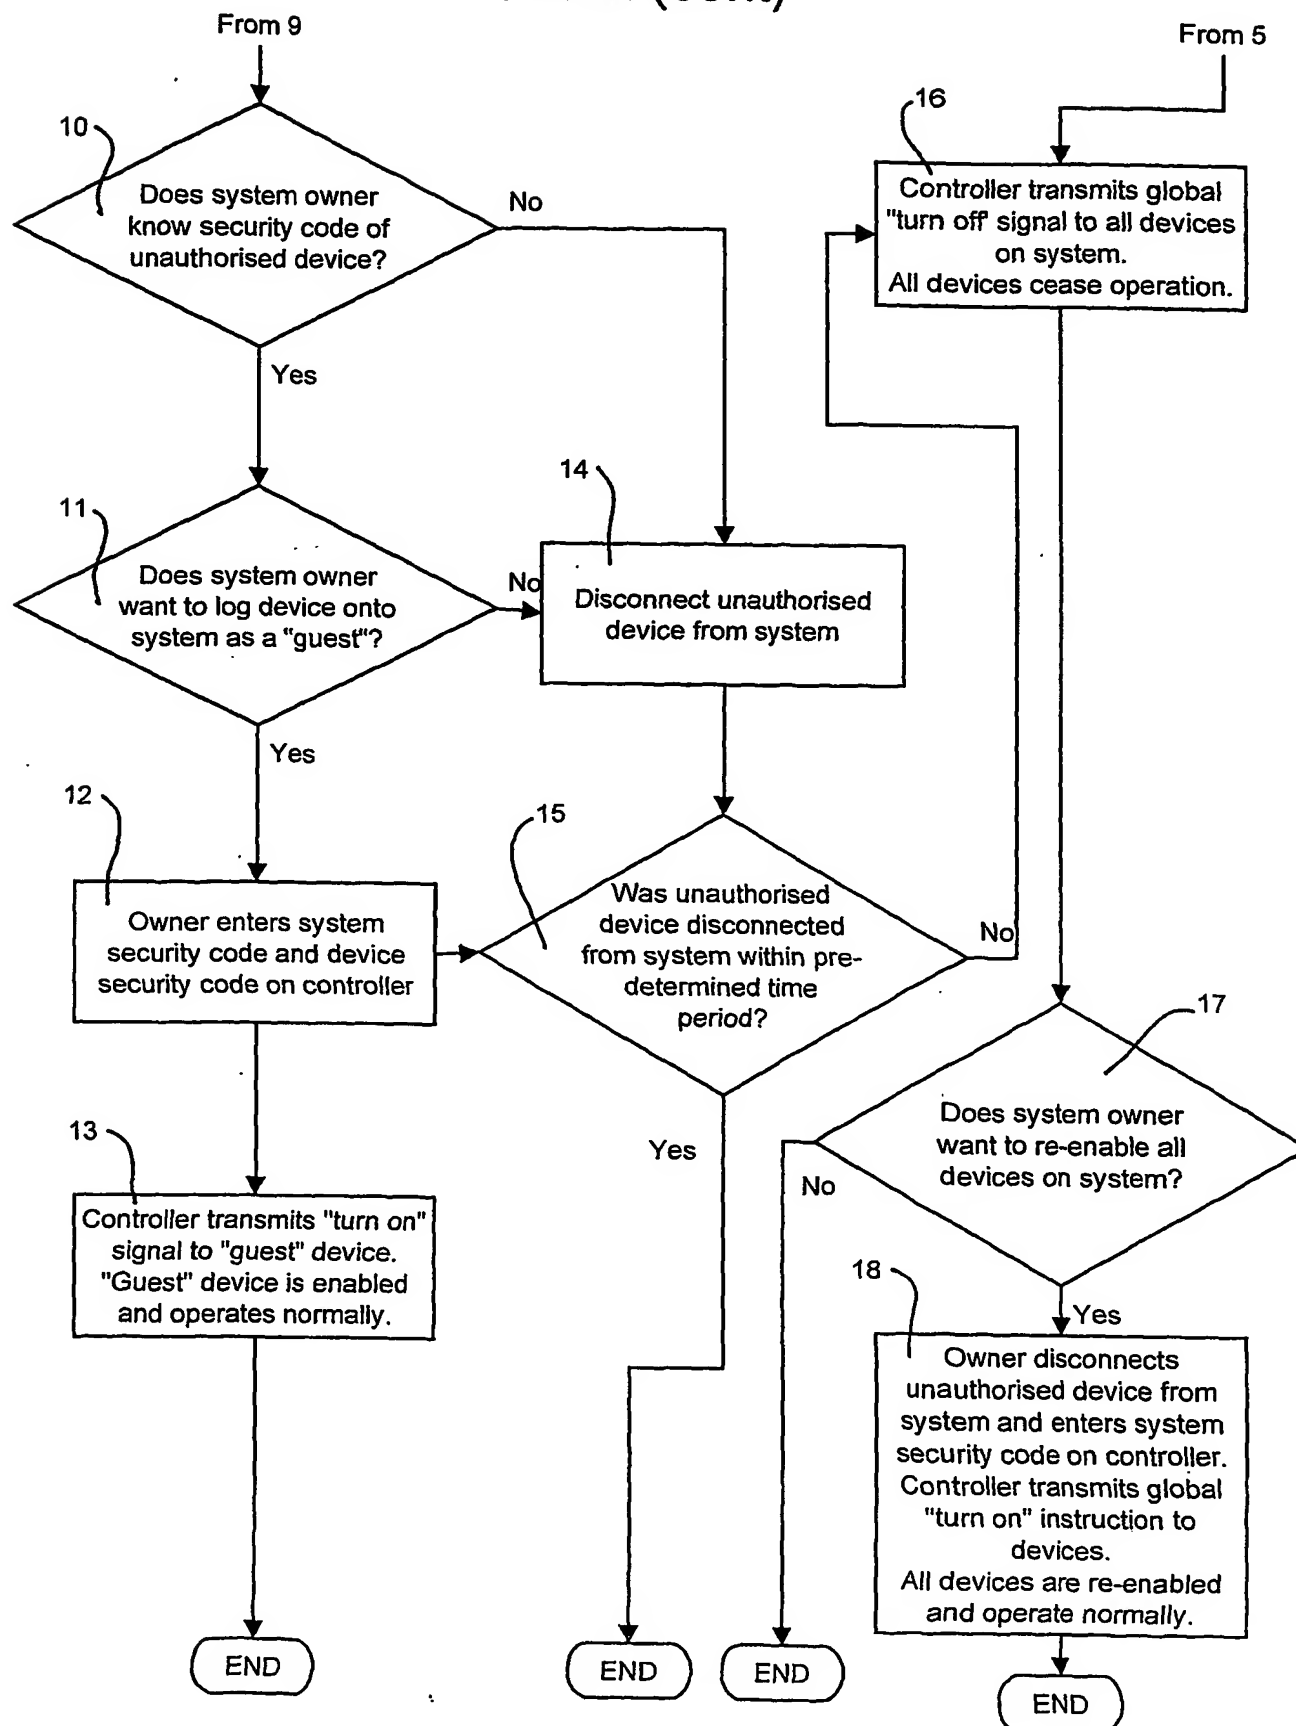 From 9
From 5
10
Does system owner
know security code of
unauthorised device?
No
Yes
16
Controller transmits global
"turn off' signal to all devices
on system.
All devices cease operation.
11
Does system owner
want to log device onto
system as a "guest"?
No
Yes
14
Disconnect unauthorised
device from system
12
Owner enters system
security code and device
security code on controller
15
Was unauthorised
device disconnected
from system within pre-
determined time
period?
No
Yes
13
Controller transmits "turn on"
signal to "guest" device.
"Guest" device is enabled
and operates normally.
17
Does system owner
want to re-enable all
devices on system?
No
Yes
18
Owner disconnects
unauthorised device from
system and enters system
security code on controller.
Controller transmits global
"turn on" instruction to
devices.
All devices are re-enabled
and operate normally.
END
END
END
END